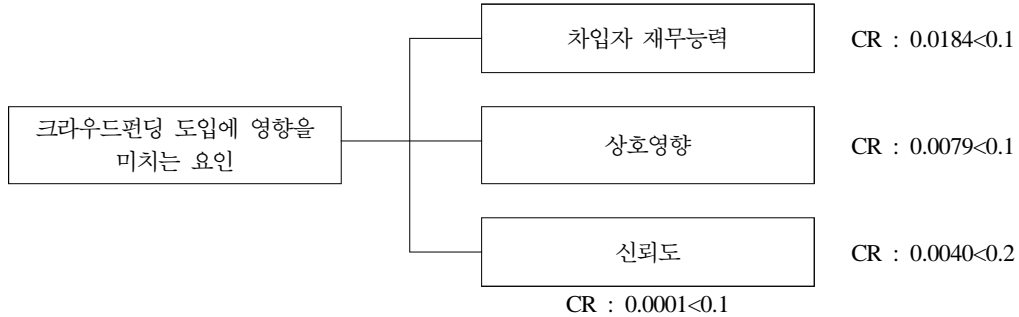 차입자 재무능력
CR : 0.0184<0.1
크라우드펀딩 도입에 영향을
미치는 요인
상호영향
CR : 0.0079<0.1
신뢰도
CR : 0.0040<0.2
CR : 0.0001<0.1